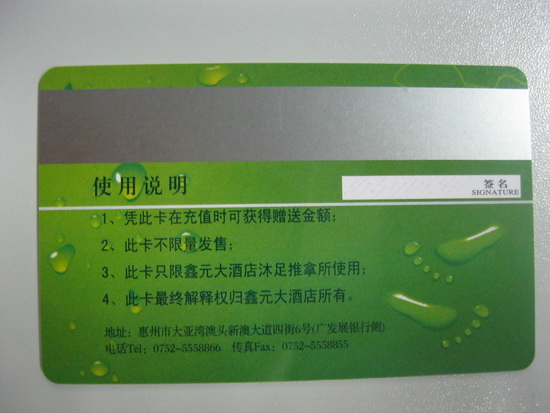 使用说明
签名
SIGNATURE
1、凭此卡在充值时可获得赠送金额；
2、此卡不限量发售；
3、此卡只限鑫元大酒店沐足推拿所使用；
4、此卡最终解释权归鑫元大酒店所有。
地址：惠州市大亚湾澳头新澳大道四街6号(广发展银行侧)
电话Tel：0752-5558866 传真Fax：0752-5558855